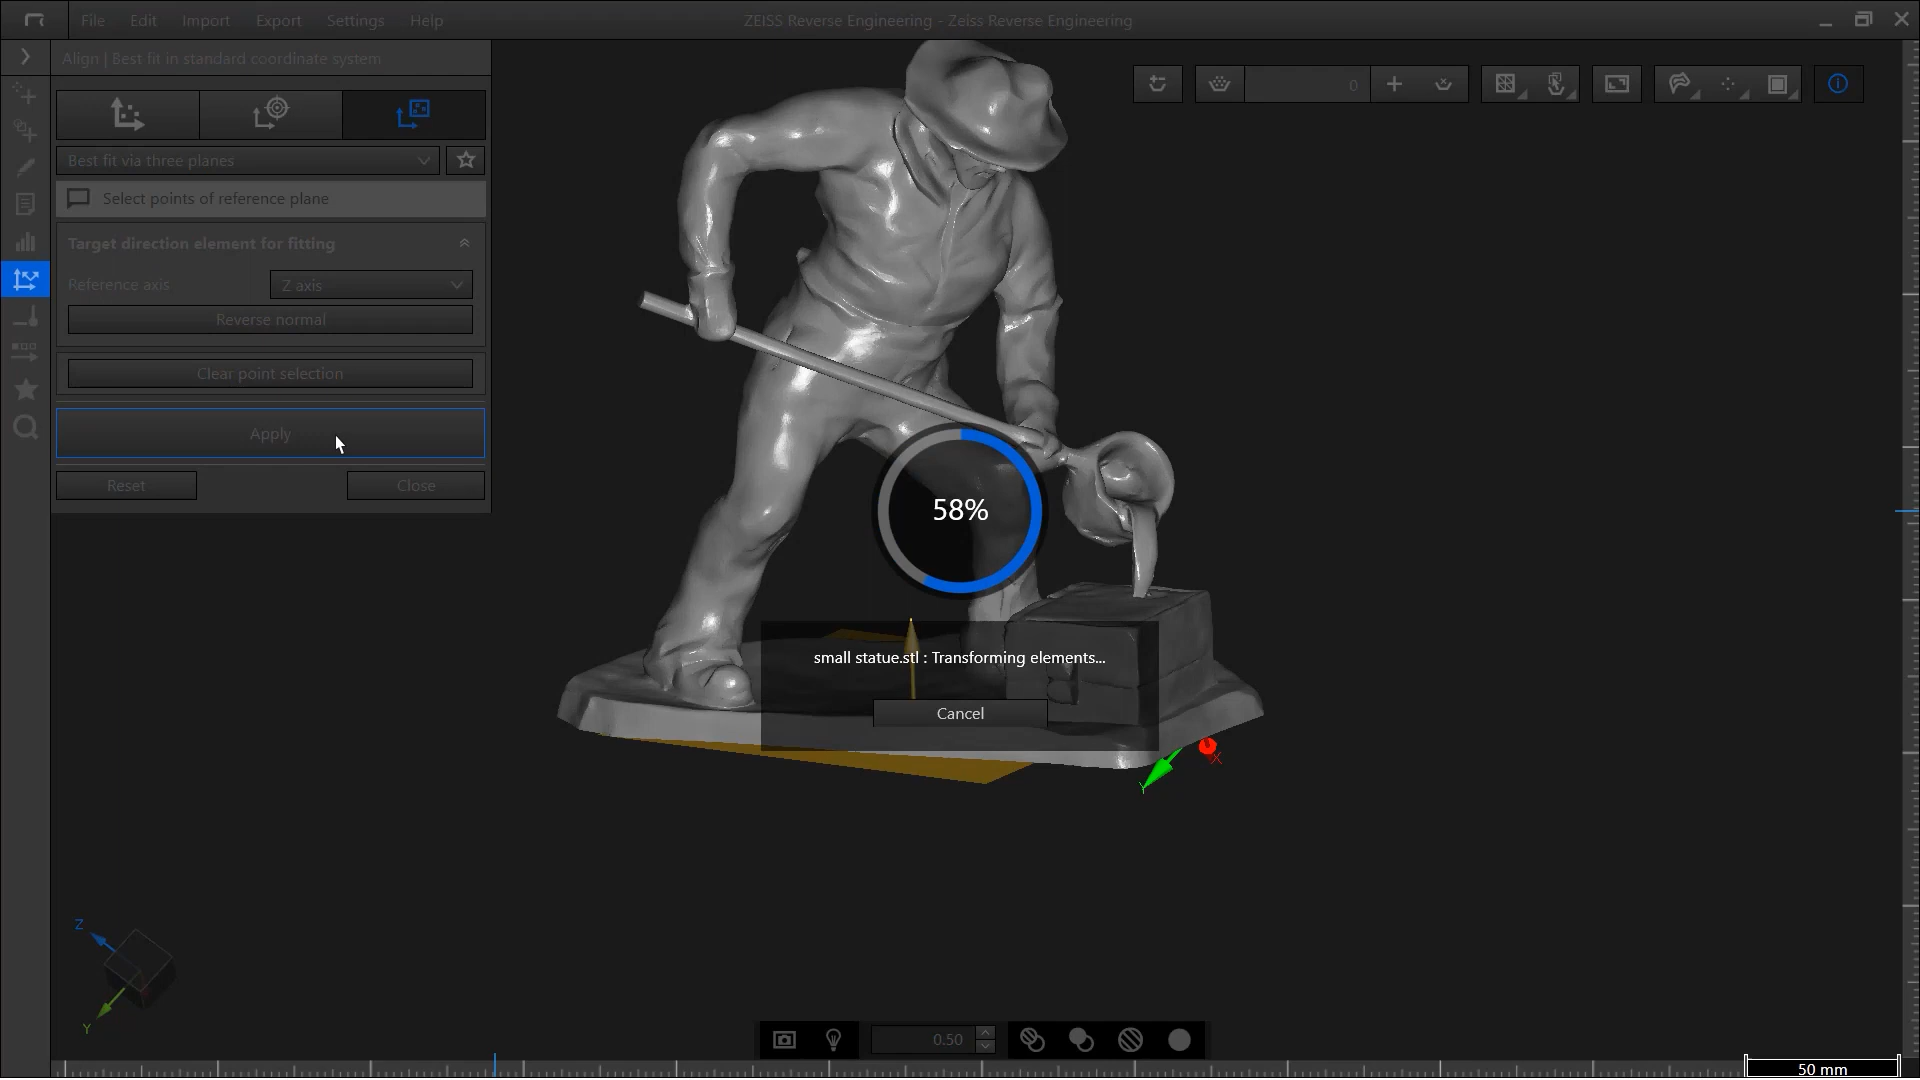 File Edit Import Export Settings Help
ZEISS Reverse Engineering - Zeiss Reverse Engineering
Align | Best fit in standard coordinate system
0
Best fit via three planes
Select points of reference plane
Target direction element for fitting
Reference axis Z axis
Reverse normal
Clear point selection
Apply
Reset Close
58%
small statue.stl : Transforming elements...
Cancel
X
Y
Z
Y
0.50
50 mm